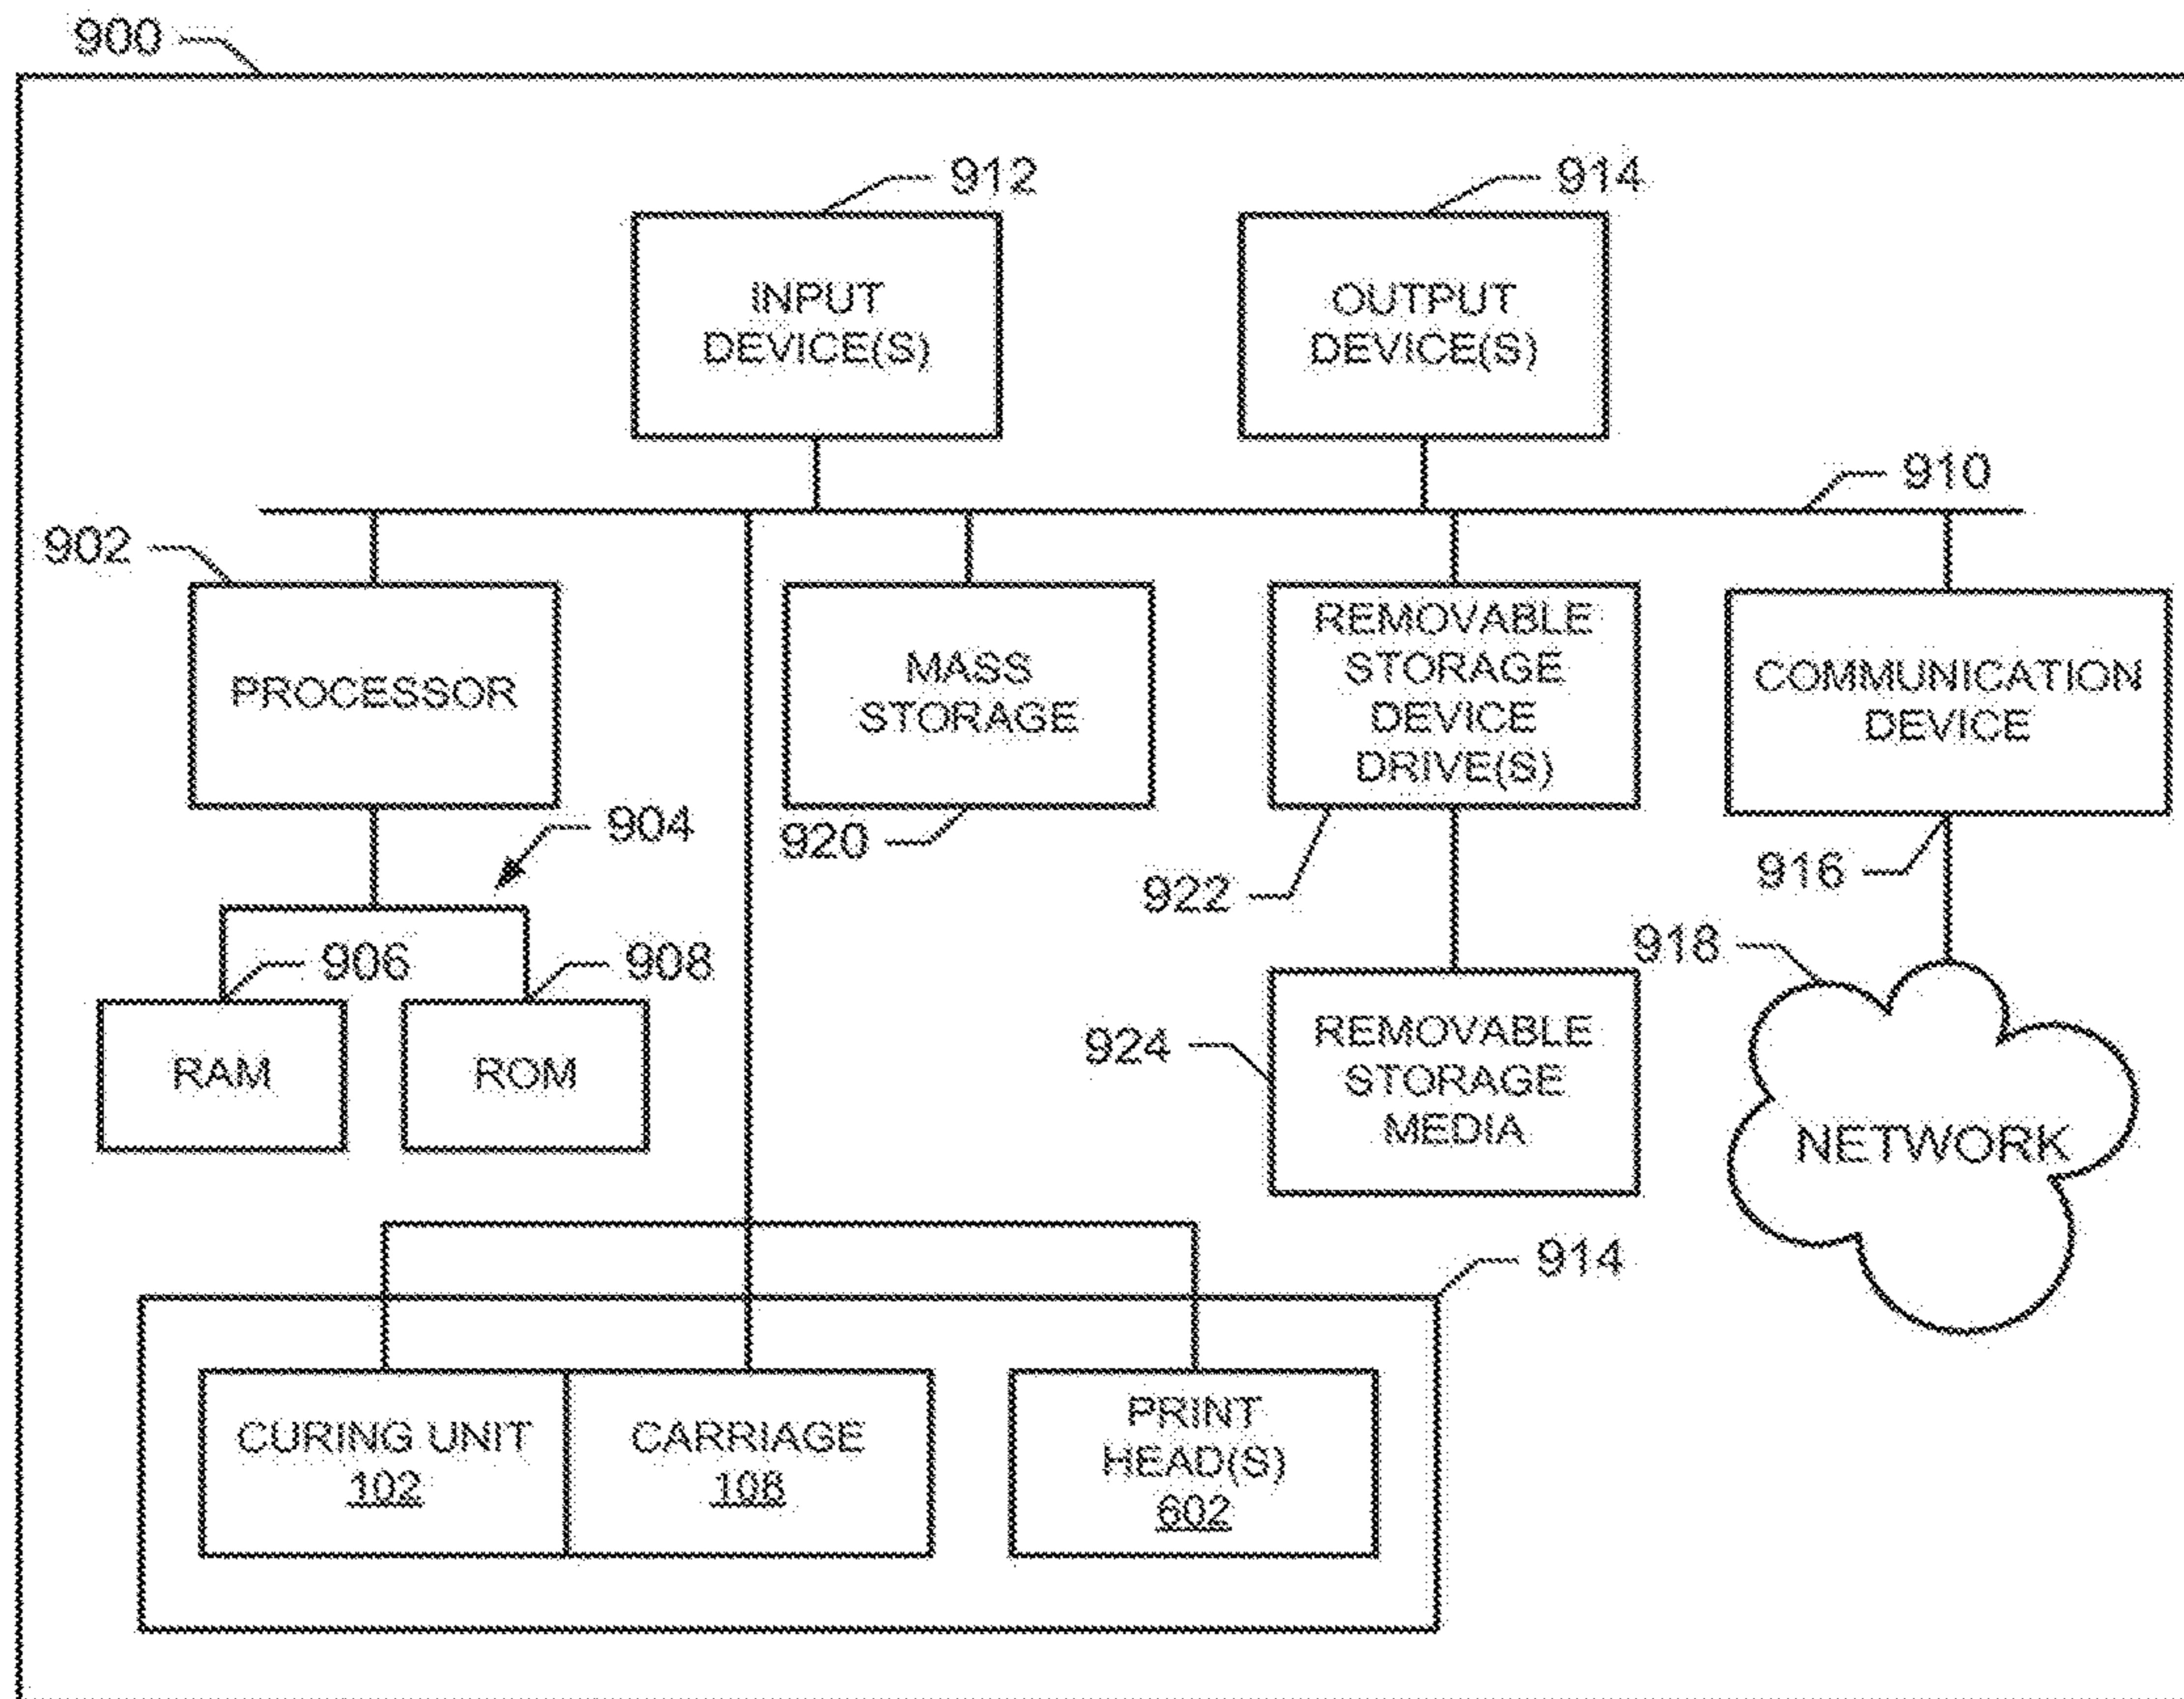 900
912
914
INPUT
DEVICE(S)
OUTPUT
DEVICE(S)
910
902
PROCESSOR
MASS
STORAGE
REMOVABLE
STORAGE
DEVICE
DRIVE(S)
COMMUNICATION
DEVICE
904
920
922
916
906
908
918
RAM
ROM
924
REMOVABLE
STORAGE
MEDIA
NETWORK
914
CURING UNIT
102
CARRIAGE
108
PRINT
HEAD(S)
602